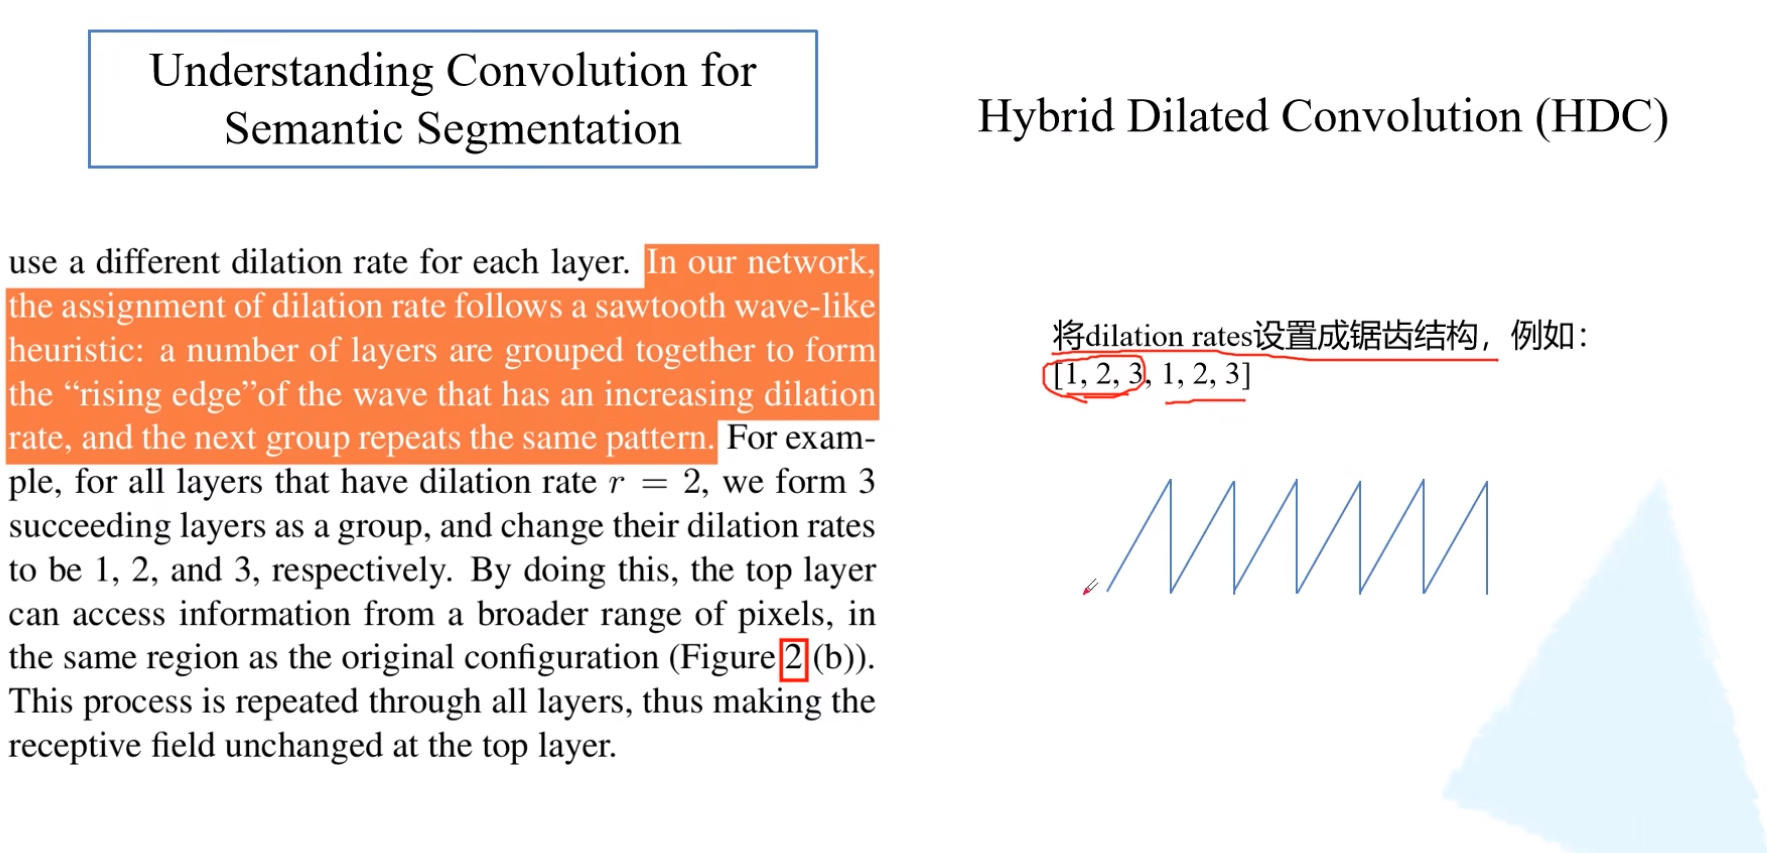 Understanding Convolution for
Semantic Segmentation
use a different dilation rate for each layer. In our network,
the assignment of dilation rate follows a sawtooth wave-like
heuristic: a number of layers are grouped together to form
the “rising edge”of the wave that has an increasing dilation
rate, and the next group repeats the same pattern. For exam-
ple, for all layers that have dilation rate r = 2, we form 3
succeeding layers as a group, and change their dilation rates
to be 1, 2, and 3, respectively. By doing this, the top layer
can access information from a broader range of pixels, in
the same region as the original configuration (Figure 2 (b)).
This process is repeated through all layers, thus making the
receptive field unchanged at the top layer.
Hybrid Dilated Convolution (HDC)
将dilation rates设置成锯齿结构，例如：
[1, 2, 3, 1, 2, 3]